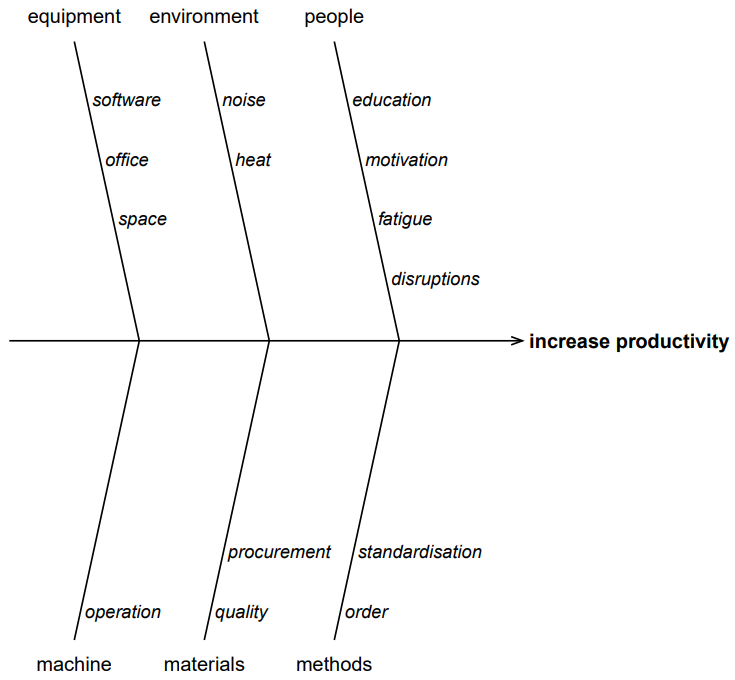 equipment environment people
software noise education
office heat motivation
space fatigue
disruptions
increase productivity
procurement standardisation
operation quality order
machine materials methods